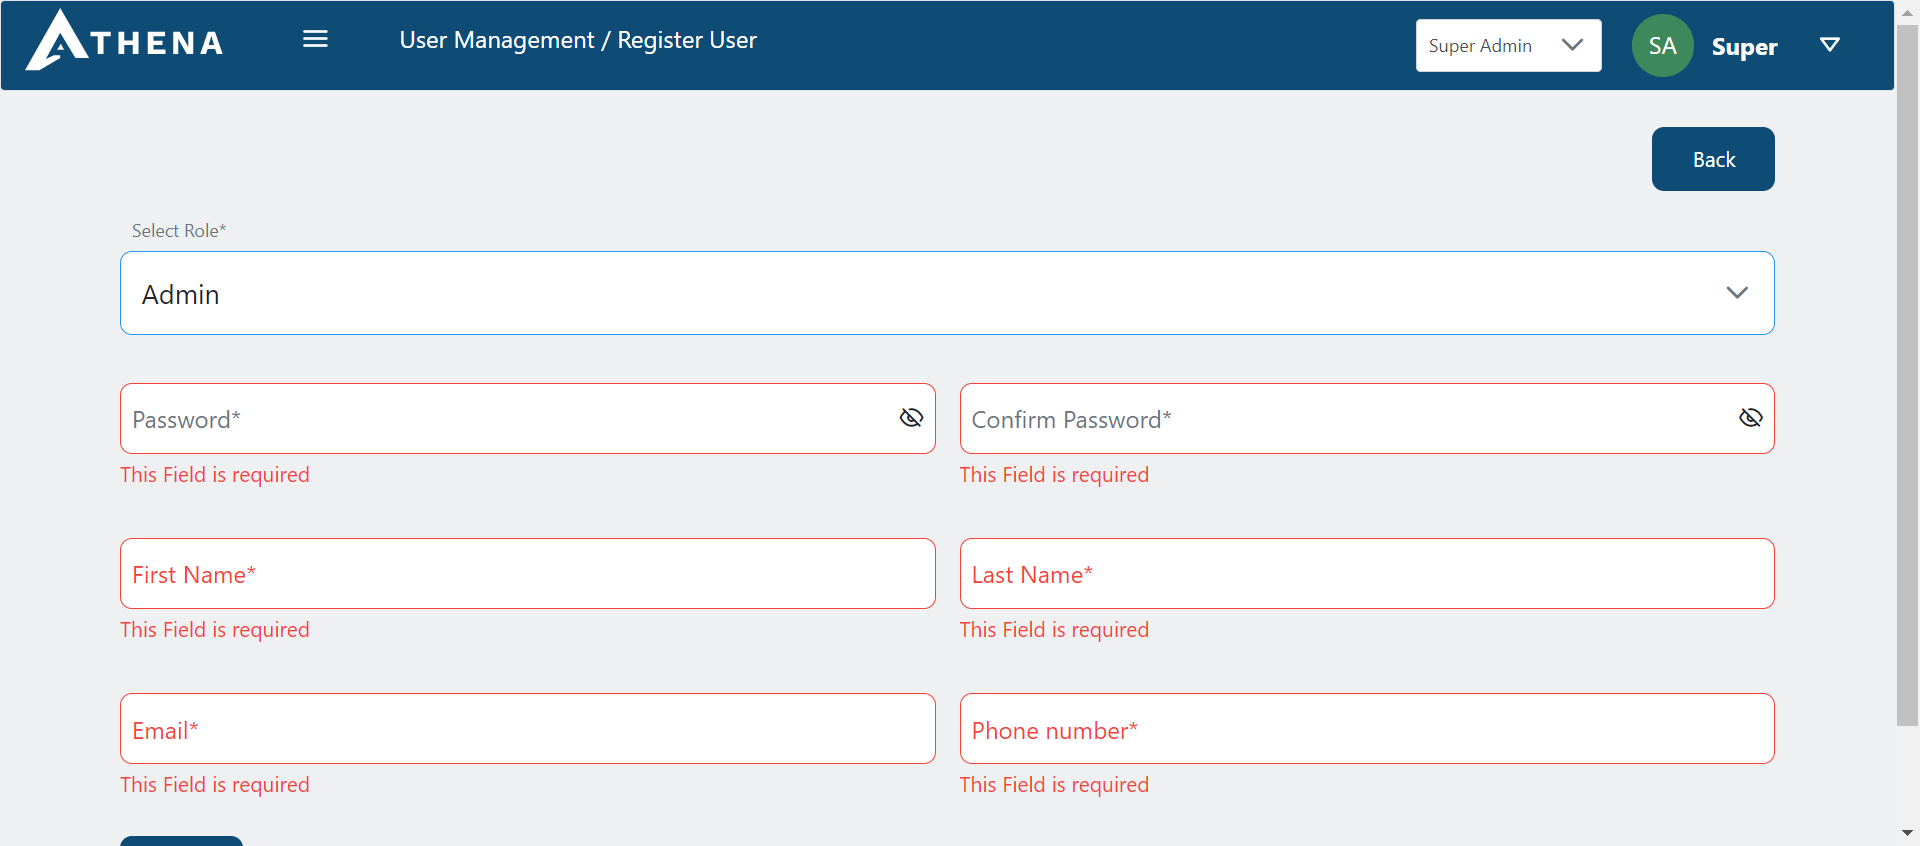 ATHENA
User Management / Register User
Super Admin
SA
Super
Back
Select Role*
Admin
Password*
Confirm Password*
This Field is required
This Field is required
First Name*
Last Name*
This Field is required
This Field is required
Email*
Phone number*
This Field is required
This Field is required